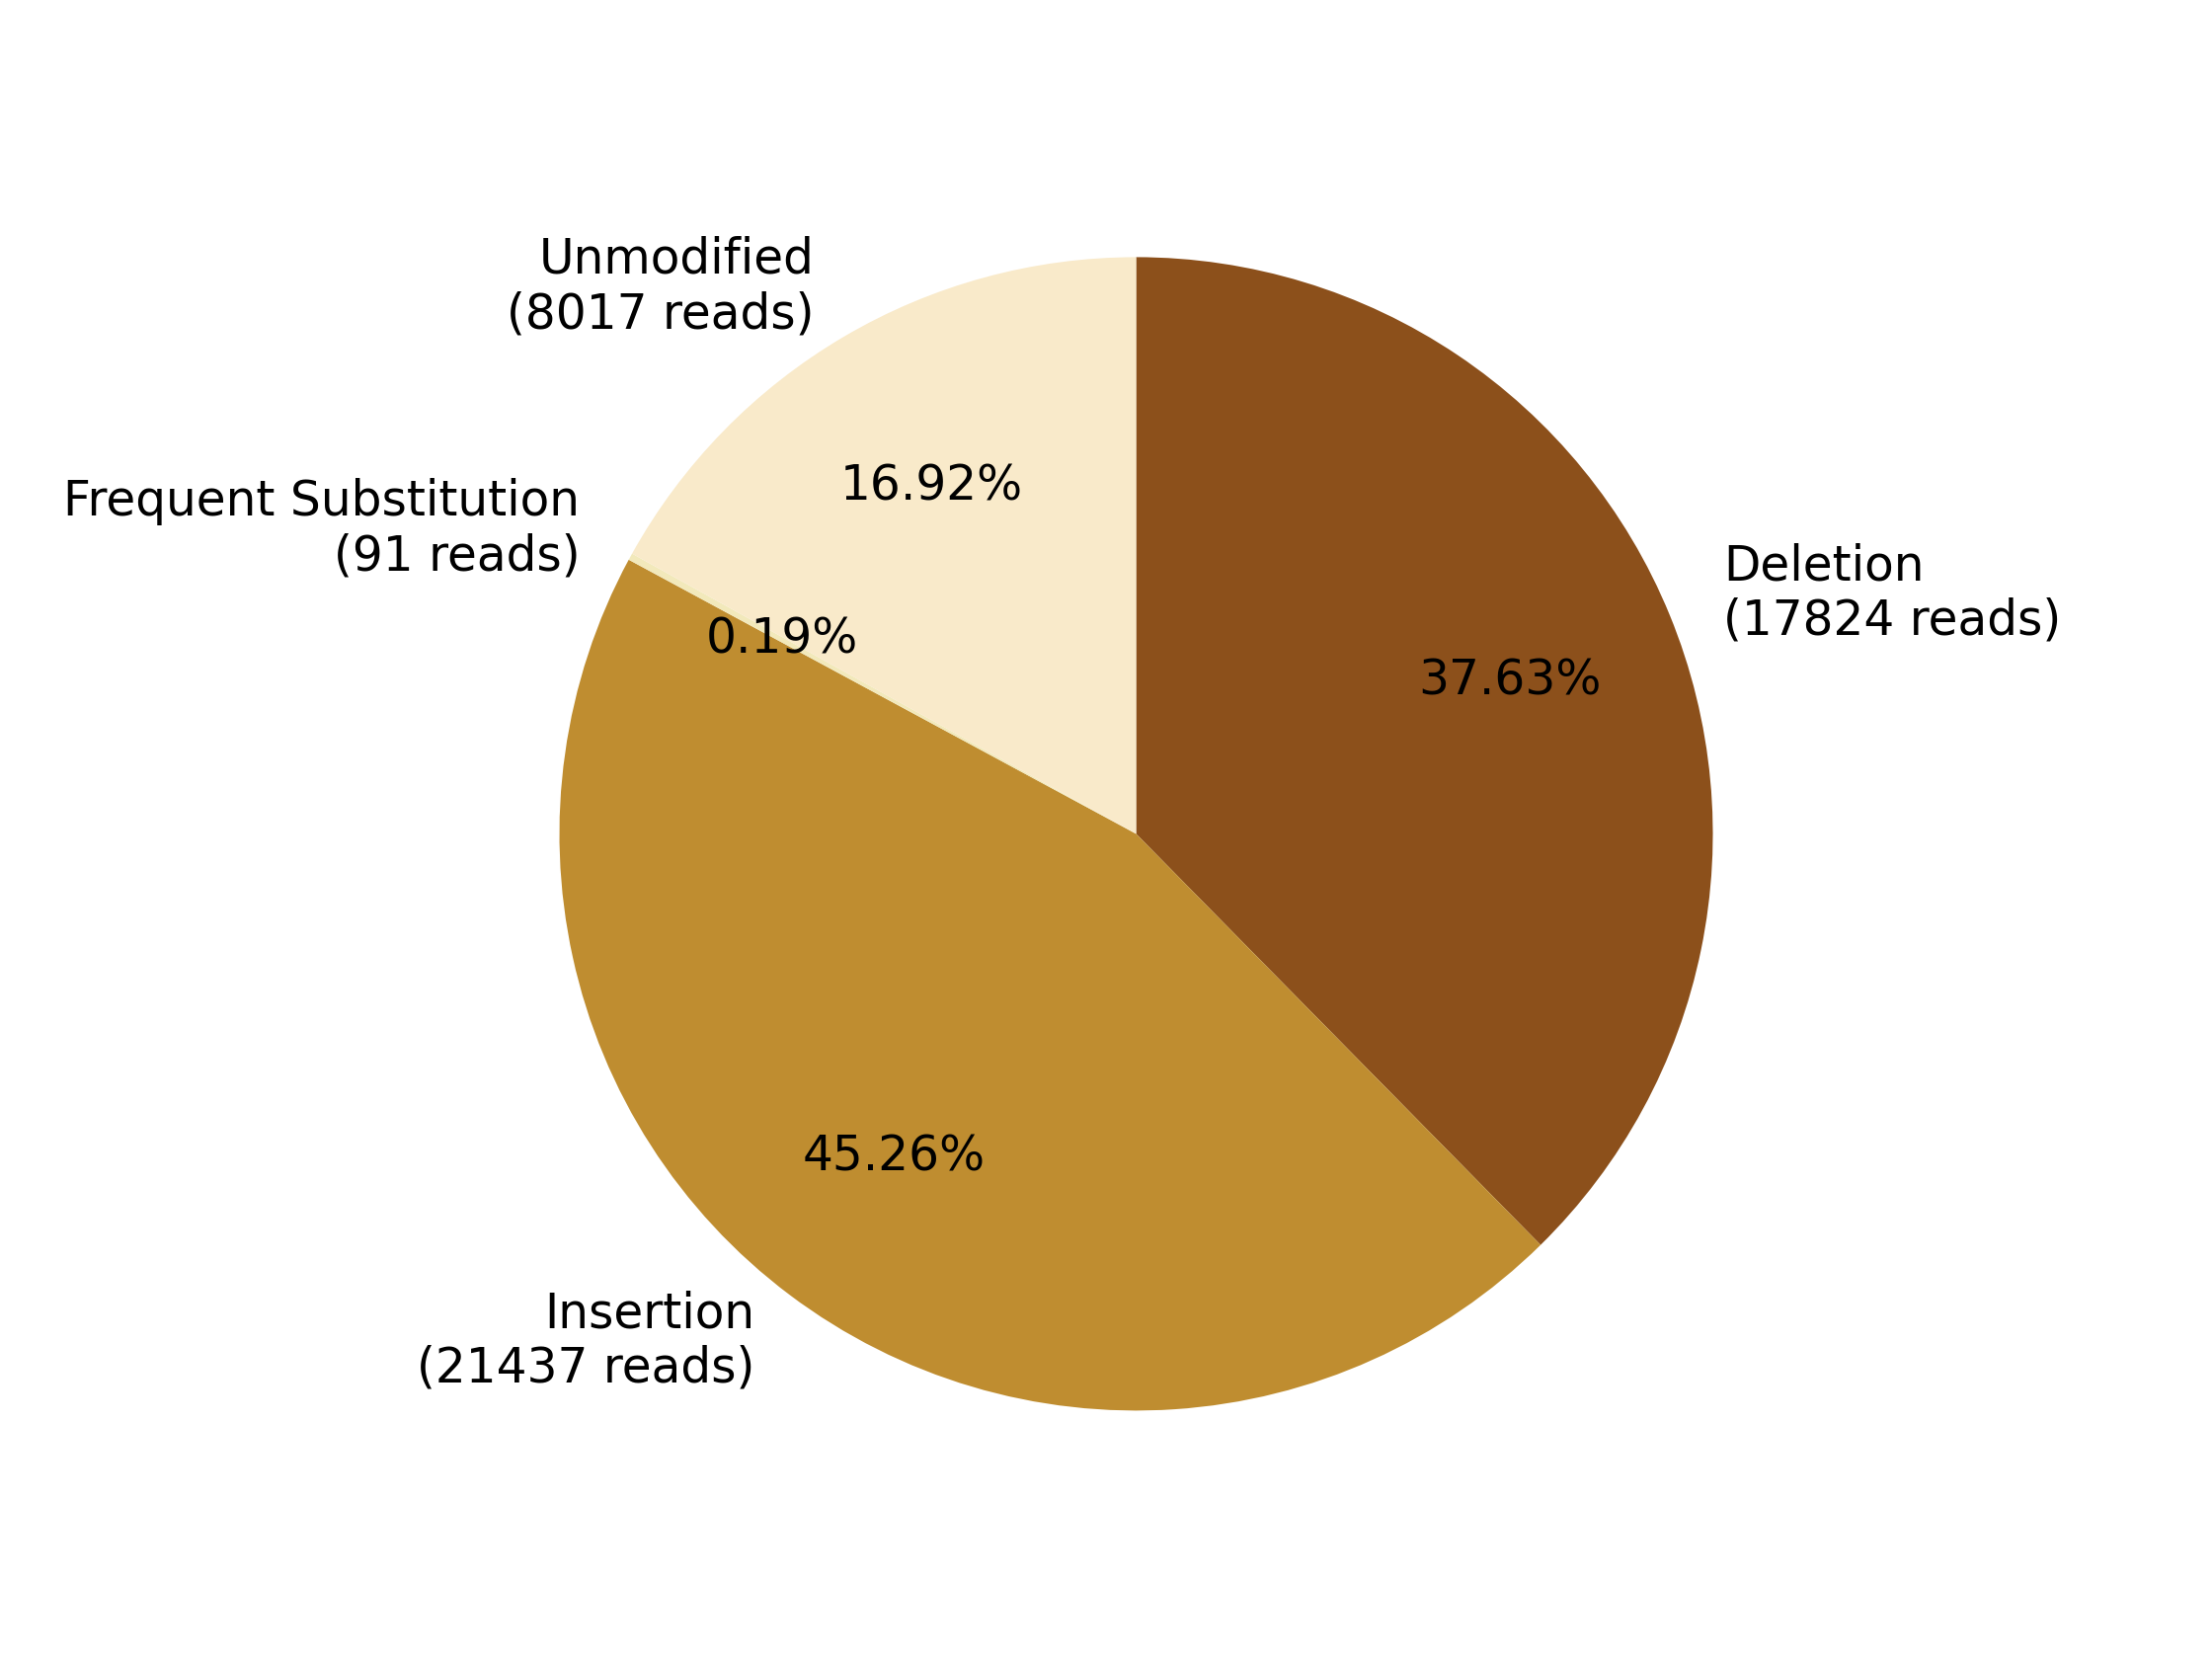 Unmodified
(8017 reads)
16.92%
Frequent Substitution
(91 reads)
0.19%
Deletion
(17824 reads)
37.63%
45.26%
Insertion
(21437 reads)